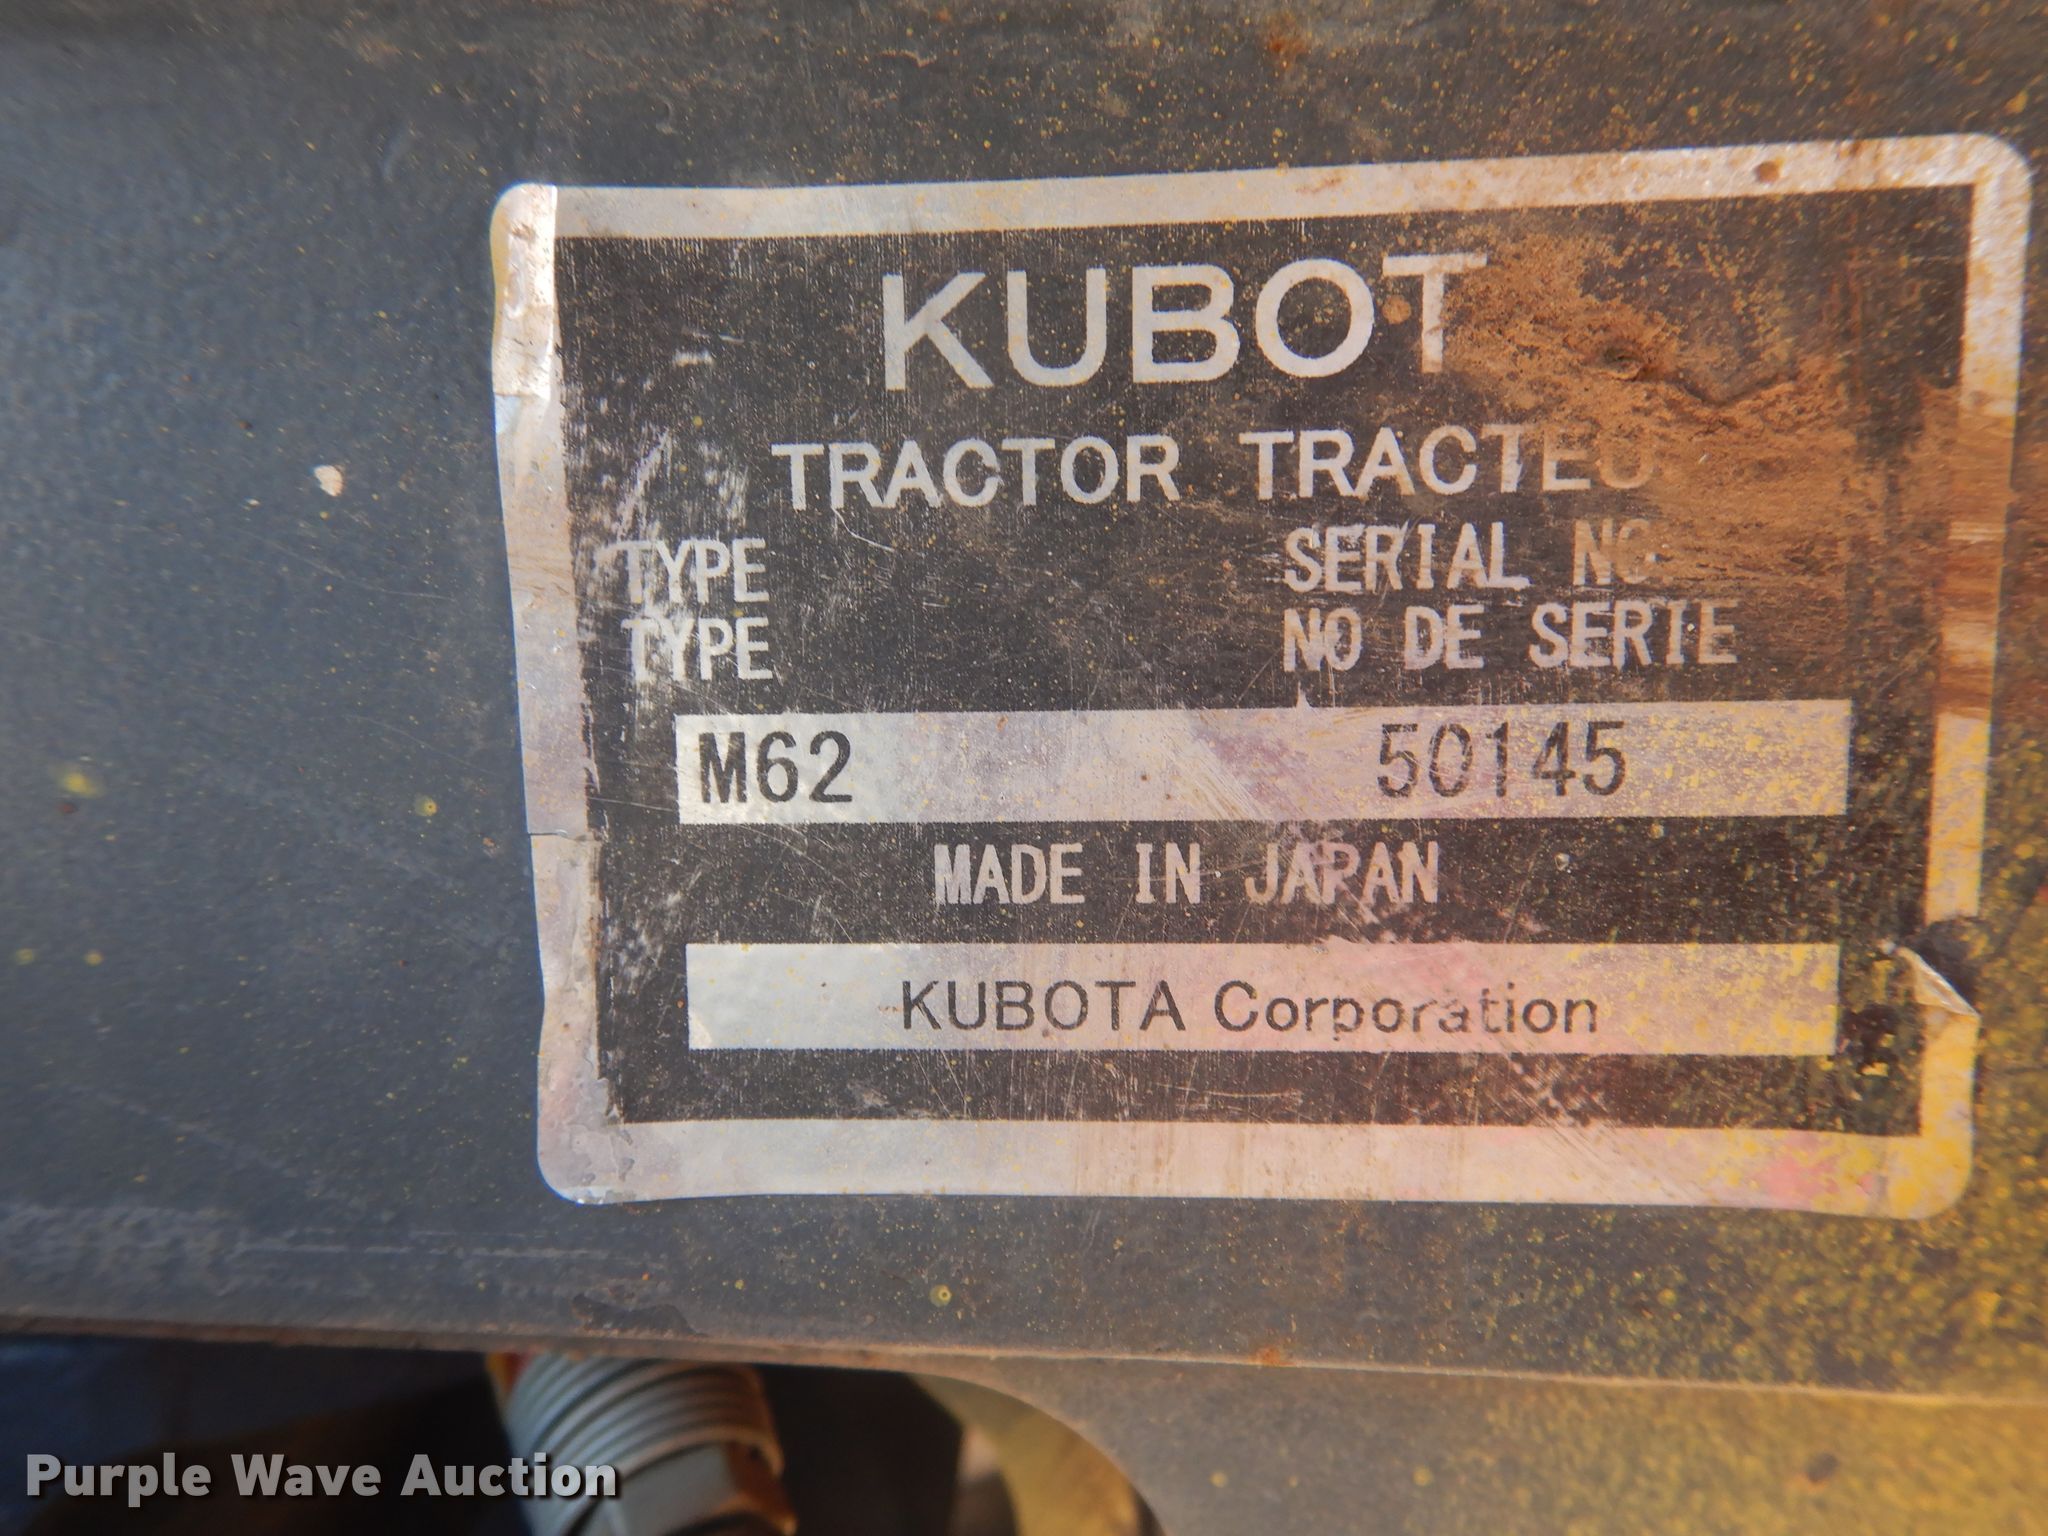 KUBOT
TRACTOR TRACTEU
TYPE SERIAL NO
TYPE NO DE SERIE
M62 50145
MADE IN JAPAN
KUBOTA Corporation
Purple Wave Auction